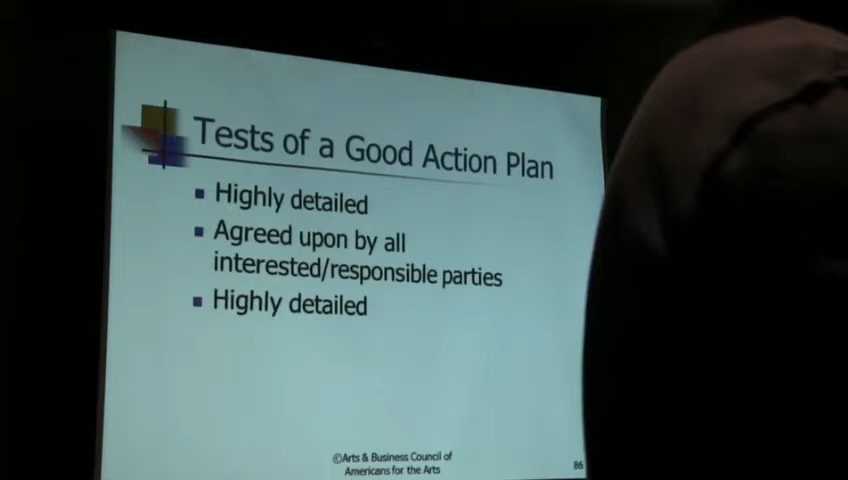 Tests of a Good Action Plan
Highly detailed
Agreed upon by all
interested/responsible parties
Highly detailed
©Arts & Business Council of
Americans for the Arts
86